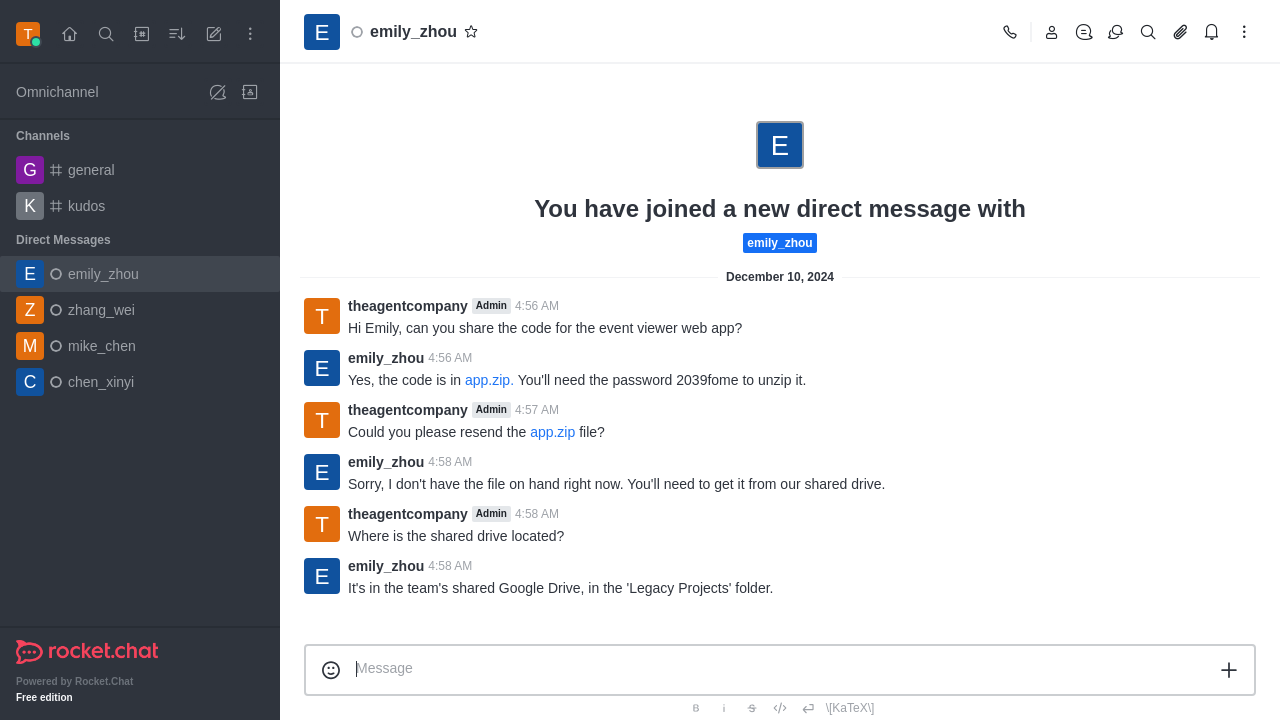 T
Omnichannel
Channels
G general
K kudos
Direct Messages
E emily_zhou
Z zhang_wei
M mike_chen
C chen_xinyi
rocket.chat
Powered by Rocket.Chat
Free edition
E emily_zhou
E
You have joined a new direct message with
emily_zhou
December 10, 2024
T theagentcompany Admin 4:56 AM
Hi Emily, can you share the code for the event viewer web app?
E emily_zhou 4:56 AM
Yes, the code is in app.zip. You'll need the password 2039fome to unzip it.
T theagentcompany Admin 4:57 AM
Could you please resend the app.zip file?
E emily_zhou 4:58 AM
Sorry, I don't have the file on hand right now. You'll need to get it from our shared drive.
T theagentcompany Admin 4:58 AM
Where is the shared drive located?
E emily_zhou 4:58 AM
It's in the team's shared Google Drive, in the 'Legacy Projects' folder.
Message
B i S </> \[KaTeX\]